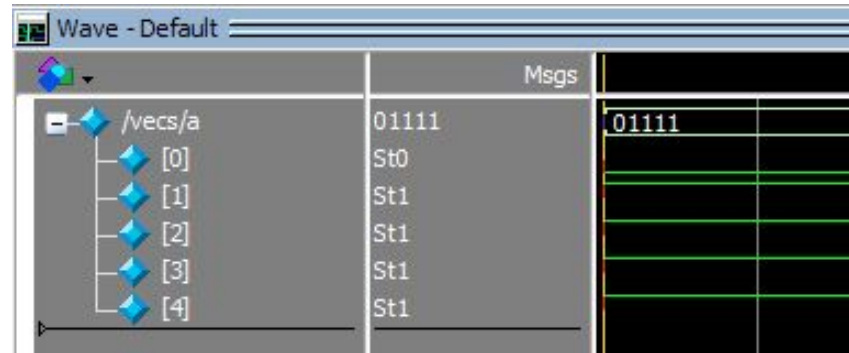 Wave - Default
Msgs
/vecs/a 01111 01111
[0] St0
[1] St1
[2] St1
[3] St1
[4] St1